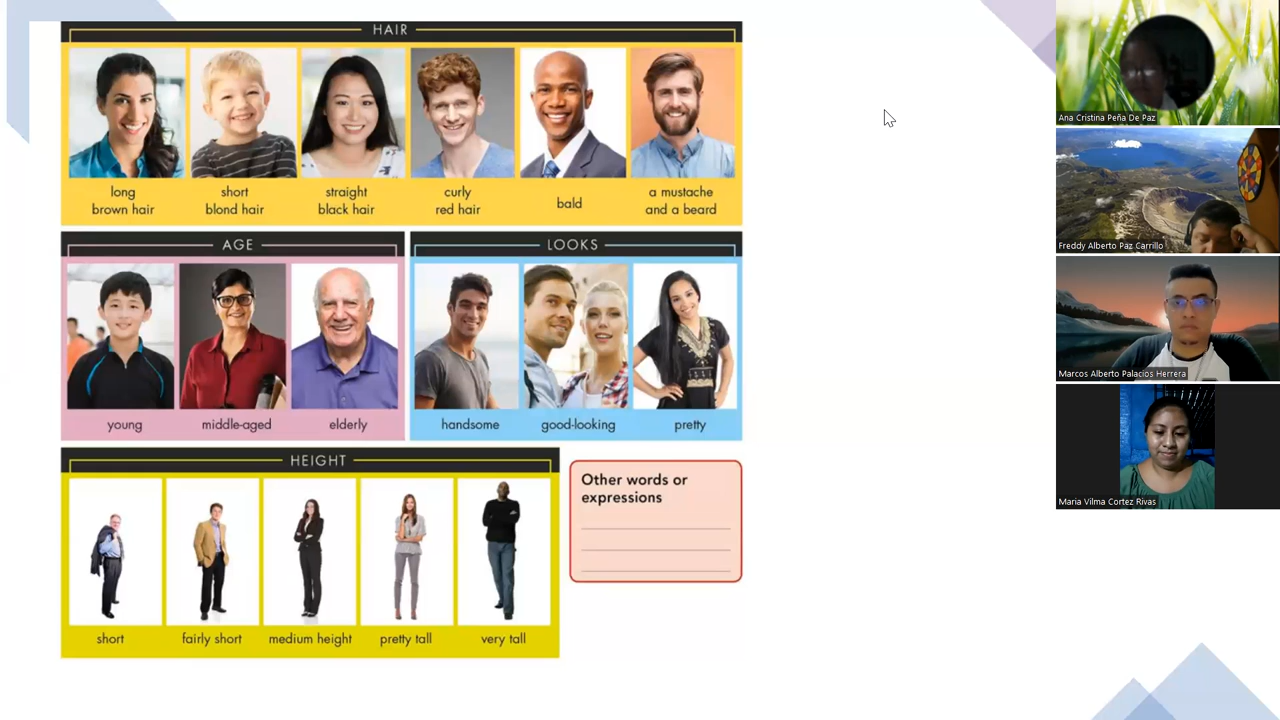 HAIR
long
brown hair
short
blond hair
straight
black hair
curly
red hair
bald
a mustache
and a beard
AGE
young
middle-aged
elderly
LOOKS
handsome
good-looking
pretty
HEIGHT
short
fairly short
medium height
pretty tall
very tall
Other words or
expressions
Ana Cristina Peña De Paz
Freddy Alberto Paz Carrillo
Marcos Alberto Palacios Herrera
Maria Vilma Cortez Rivas